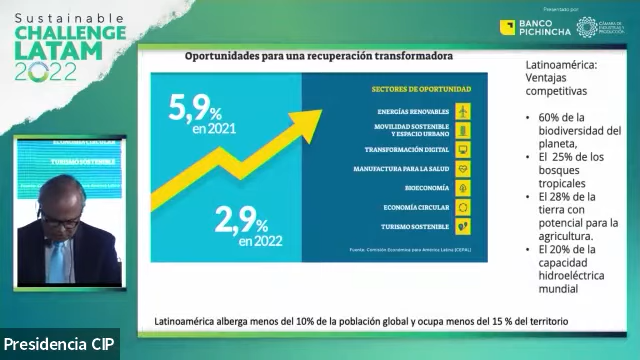 Sustainable
CHALLENGE
LATAM
2022
Presentado por:
BANCO
PICHINCHA
CÁMARA DE
INDUSTRIAS Y
PRODUCCIÓN
Oportunidades para una recuperación transformadora
5,9%
en 2021
2,9%
en 2022
SECTORES DE OPORTUNIDAD
ENERGÍAS RENOVABLES
MOVILIDAD SOSTENIBLE
Y ESPACIO URBANO
TRANSFORMACIÓN DIGITAL
MANUFACTURA PARA LA SALUD
BIOECONOMÍA
ECONOMÍA CIRCULAR
TURISMO SOSTENIBLE
Fuente: Comisión Económica para América Latina (CEPAL)
Latinoamérica:
Ventajas
competitivas
• 60% de la
biodiversidad del
planeta,
• El 25% de los
bosques
tropicales
• El 28% de la
tierra con
potencial para la
agricultura.
• El 20% de la
capacidad
hidroeléctrica
mundial
Latinoamérica alberga menos del 10% de la población global y ocupa menos del 15 % del territorio
ECONOMÍA CIRCULAR
TURISMO SOSTENIBLE
Presidencia CIP